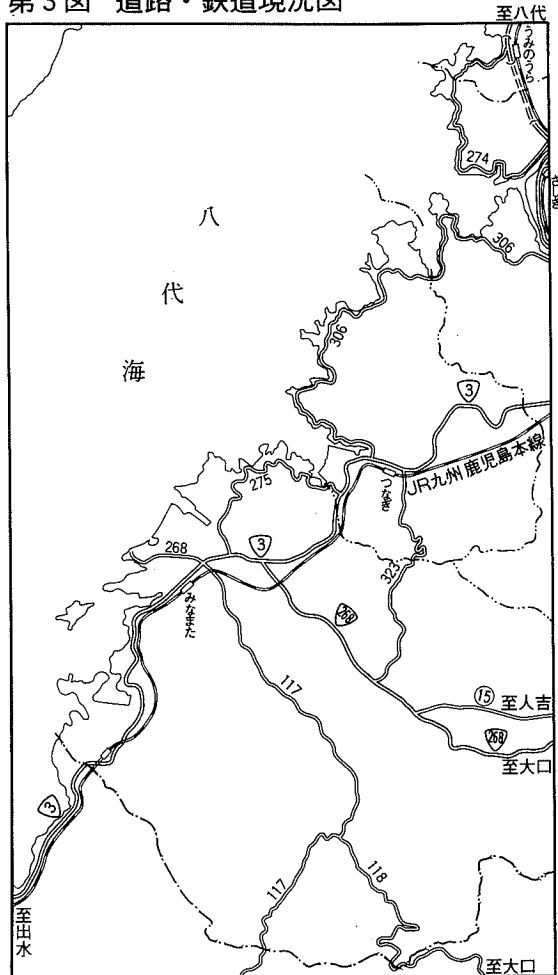 第3図 道路・鉄道現況図
至八代
うみのうら
274
306
八代海
306
3
JR九州 鹿児島本線
つなぎ
275
268
3
みなまた
323
268
117
15
至人吉
268
至大口
3
117
118
至出水
至大口